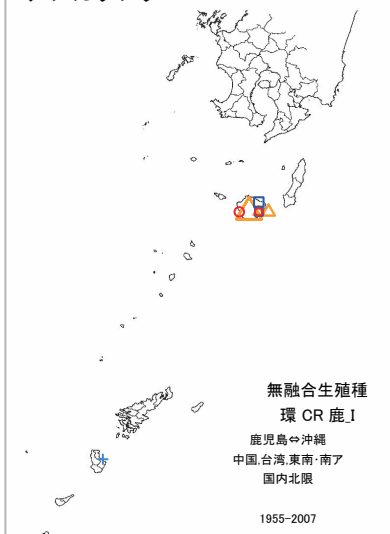 無融合生殖種
環 CR 鹿_I
鹿児島⇔沖縄
中国,台湾,東南･南ア
国内北限
1955-2007